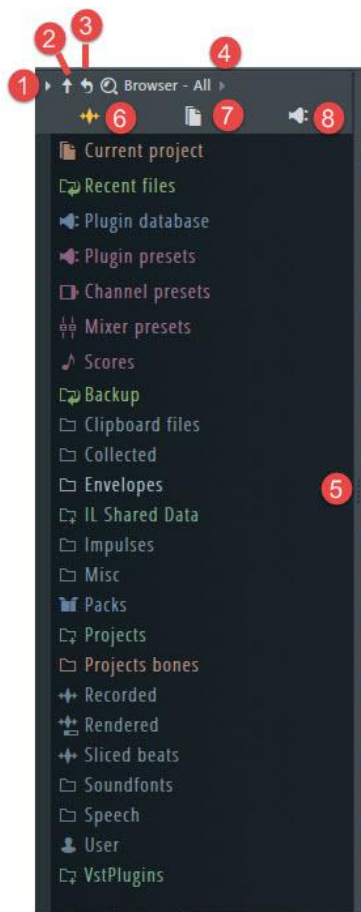 2 3
4
1 Browser - All
6 7 8
Current project
Recent files
Plugin database
Plugin presets
Channel presets
Mixer presets
Scores
Backup
Clipboard files
Collected
Envelopes 5
IL Shared Data
Impulses
Misc
Packs
Projects
Projects bones
Recorded
Rendered
Sliced beats
Soundfonts
Speech
User
VstPlugins